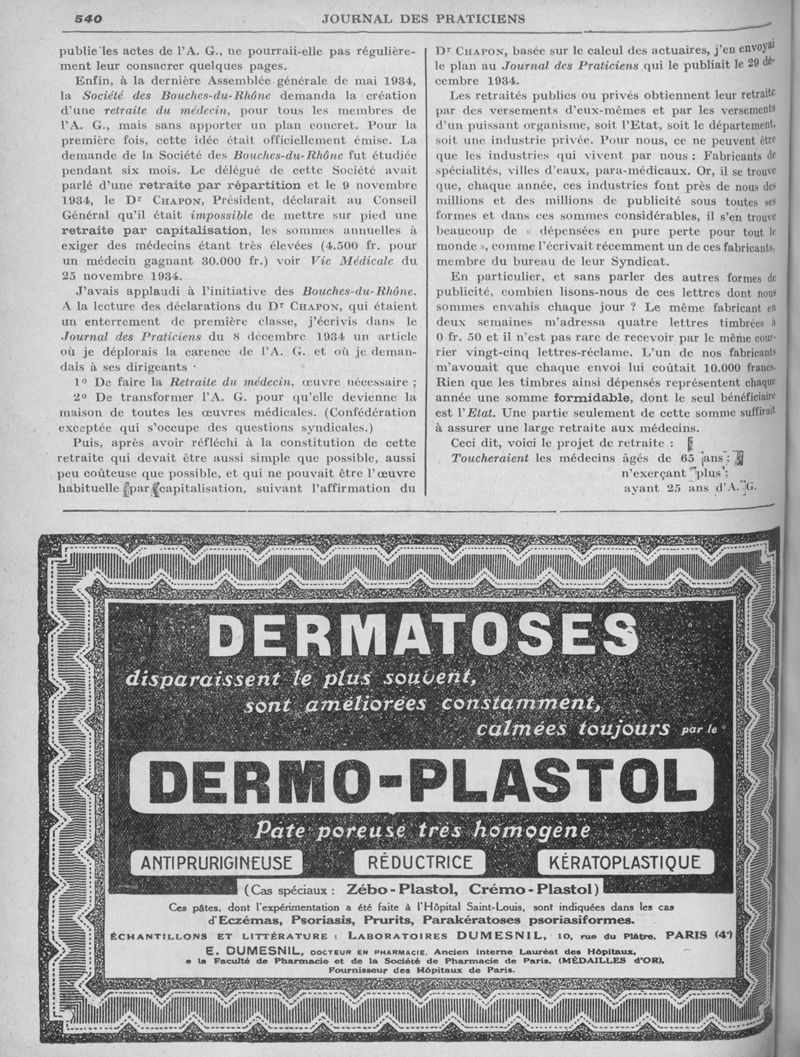 540
JOURNAL DES PRATICIENS
publie les actes de l'A. G., ne pourrait-elle pas régulière-
ment leur consacrer quelques pages.
Enfin, à la dernière Assemblée générale de mai 1934,
la Société des Bouches-du-Rhône demanda la création
d'une retraite du médecin, pour tous les membres de
l'A. G., mais sans apporter un plan concret. Pour la
première fois, cette idée était officiellement émise. La
demande de la Société des Bouches-du-Rhône fut étudiée
pendant six mois. Le délégué de cette Société avait
parlé d'une retraite par répartition et le 9 novembre
1934, le Dr CHAPON, Président, déclarait au Conseil
Général qu'il était impossible de mettre sur pied une
retraite par capitalisation, les sommes annuelles à
exiger des médecins étant très élevées (4.500 fr. pour
un médecin gagnant 30.000 fr.) voir Vie Médicale du
25 novembre 1934.
J'avais applaudi à l'initiative des Bouches-du-Rhône.
A la lecture des déclarations du Dr CHAPON, qui étaient
un enterrement de première classe, j'écrivis dans le
Journal des Praticiens du 8 décembre 1934 un article
où je déplorais la carence de l'A. G. et où je deman-
dais à ses dirigeants ·
1º De faire la Retraite du médecin, œuvre nécessaire ;
2º De transformer l'A. G. pour qu'elle devienne la
maison de toutes les œuvres médicales. (Confédération
exceptée qui s'occupe des questions syndicales.)
Puis, après avoir réfléchi à la constitution de cette
retraite qui devait être aussi simple que possible, aussi
peu coûteuse que possible, et qui ne pouvait être l'œuvre
habituelle par capitalisation, suivant l'affirmation du
Dr CHAPON, basée sur le calcul des actuaires, j'en envoyai
le plan au Journal des Praticiens qui le publiait le 29 dé-
cembre 1934.
Les retraités publics ou privés obtiennent leur retraite
par des versements d'eux-mêmes et par les versements
d'un puissant organisme, soit l'Etat, soit le département,
soit une industrie privée. Pour nous, ce ne peuvent être
que les industries qui vivent par nous : Fabricants de
spécialités, villes d'eaux, para-médicaux. Or, il se trouve
que, chaque année, ces industries font près de nous des
millions et des millions de publicité sous toutes ses
formes et dans ces sommes considérables, il s'en trouve
beaucoup de « dépensées en pure perte pour tout le
monde », comme l'écrivait récemment un de ces fabricants,
membre du bureau de leur Syndicat.
En particulier, et sans parler des autres formes de
publicité, combien lisons-nous de ces lettres dont nous
sommes envahis chaque jour ? Le même fabricant en
deux semaines m'adressa quatre lettres timbrées à
0 fr. 50 et il n'est pas rare de recevoir par le même cour-
rier vingt-cinq lettres-réclame. L'un de nos fabricants
m'avouait que chaque envoi lui coûtait 10.000 francs.
Rien que les timbres ainsi dépensés représentent chaque
année une somme formidable, dont le seul bénéficiaire
est l'Etat. Une partie seulement de cette somme suffirait
à assurer une large retraite aux médecins.
Ceci dit, voici le projet de retraite :
Toucheraient les médecins âgés de 65 ans ;
n'exerçant plus ;
ayant 25 ans d'A. G.
DERMATOSES
disparaissent le plus souvent,
sont améliorées constamment,
calmées toujours par le
DERMO-PLASTOL
Pate poreuse très homogène
ANTIPRURIGINEUSE
RÉDUCTRICE
KÉRATOPLASTIQUE
(Cas spéciaux : Zébo-Plastol, Crémo-Plastol)
Ces pâtes, dont l'expérimentation a été faite à l'Hôpital Saint-Louis, sont indiquées dans les cas
d'Eczémas, Psoriasis, Prurits, Parakératoses psoriasiformes.
ÉCHANTILLONS ET LITTÉRATURE : LABORATOIRES DUMESNIL, 10, rue du Plâtre, PARIS (4e)
E. DUMESNIL, DOCTEUR EN PHARMACIE, Ancien Interne Lauréat des Hôpitaux,
e la Faculté de Pharmacie et de la Société de Pharmacie de Paris. (MÉDAILLES d'OR).
Fournisseur des Hôpitaux de Paris.